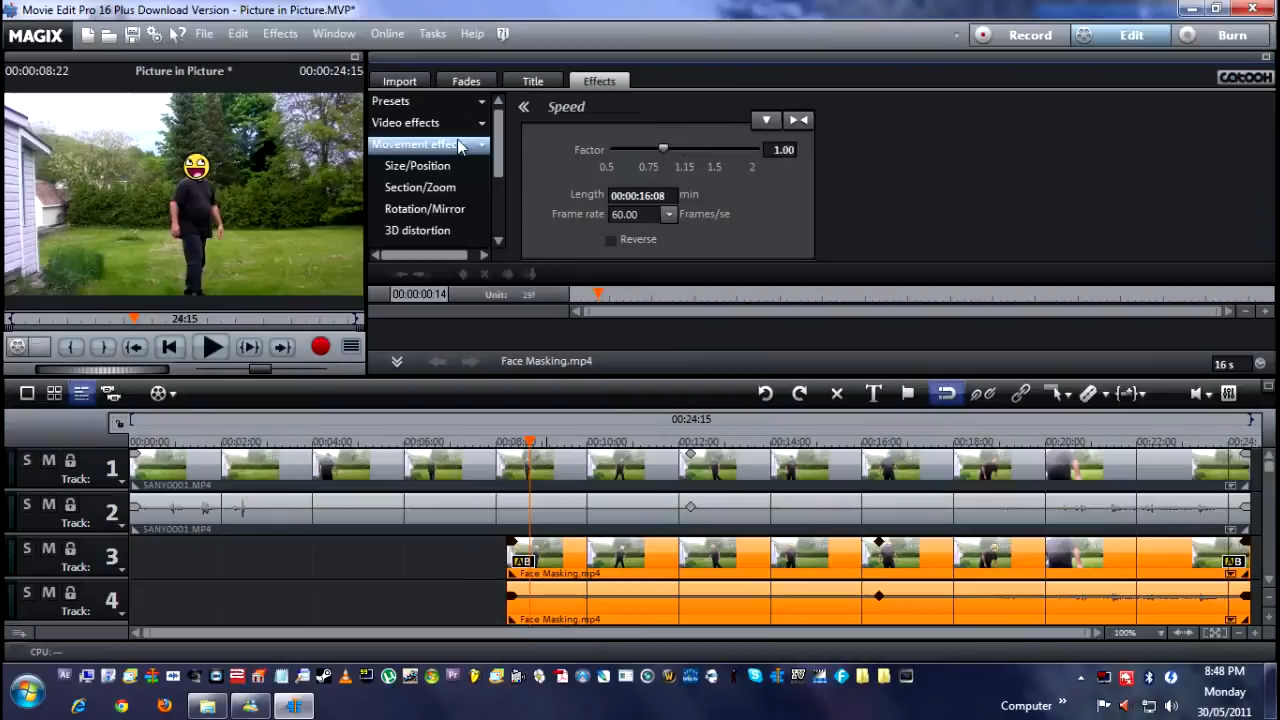 Movie Edit Pro 16 Plus Download Version - Picture in Picture.MVP*
MAGIX File Edit Effects Window Online Tasks Help Record Edit Burn
00:00:08:22 Picture in Picture * 00:00:24:15
Import Fades Title Effects CATOOH
Presets
Video effects
Movement effec
Size/Position
Section/Zoom
Rotation/Mirror
3D distortion
Speed
Factor 1.00
0.5 0.75 1.15 1.5 2
Length 00:00:16:08 min
Frame rate 60.00 Frames/se
Reverse
00:00:00:14 Unit:
24:15
Face Masking.mp4 16 s
00:24:15
00:00:00 00:02:00 00:04:00 00:06:00 00:08:00 00:10:00 00:12:00 00:14:00 00:16:00 00:18:00 00:20:00 00:22:00 00:24:
S M Track: 1
SANY0001.MP4
S M Track: 2
SANY0001.MP4
S M Track: 3
AB AB
Face Masking.mp4
S M Track: 4
Face Masking.mp4
100%
CPU: —
8:48 PM
Monday
Computer 30/05/2011